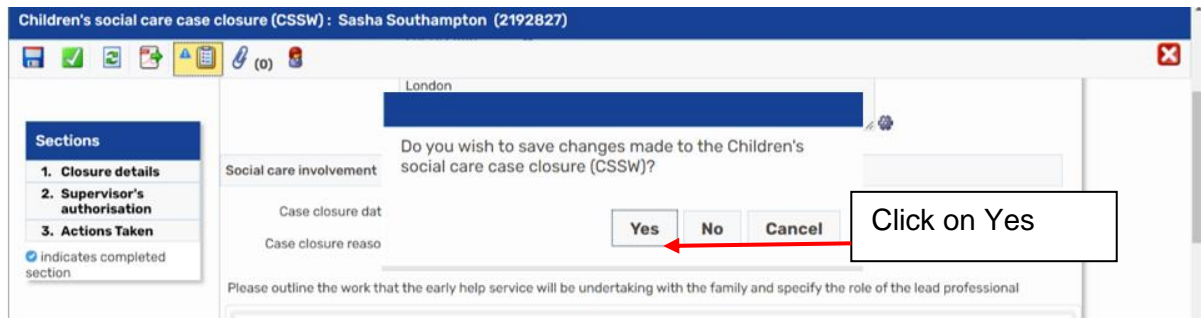 Children's social care case closure (CSSW) : Sasha Southampton (2192827)
(0)
London
Sections
1. Closure details
2. Supervisor's
authorisation
3. Actions Taken
indicates completed
section
Social care involvement
Case closure dat
Case closure reaso
Do you wish to save changes made to the Children's
social care case closure (CSSW)?
Yes No Cancel
Click on Yes
Please outline the work that the early help service will be undertaking with the family and specify the role of the lead professional